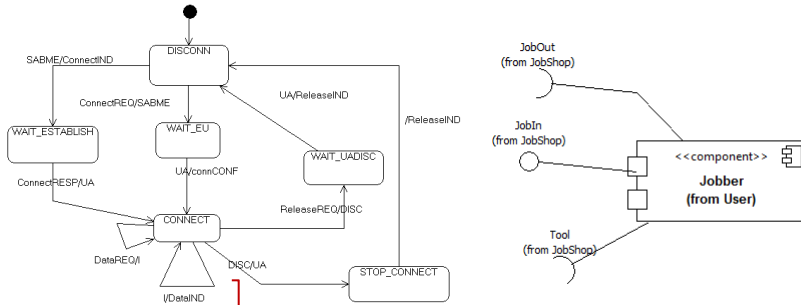 DISCONN
SABME/ConnectIND
ConnectREQ/SABME
UA/ReleaseIND
/ReleaseIND
WAIT_ESTABLISH
WAIT_EU
WAIT_UADISC
UA/connCONF
ConnectRESP/UA
ReleaseREQ/DISC
CONNECT
DataREQ/I
DISC/UA
STOP_CONNECT
I/DataIND
JobOut
(from JobShop)
JobIn
(from JobShop)
<<component>>
Jobber
(from User)
Tool
(from JobShop)